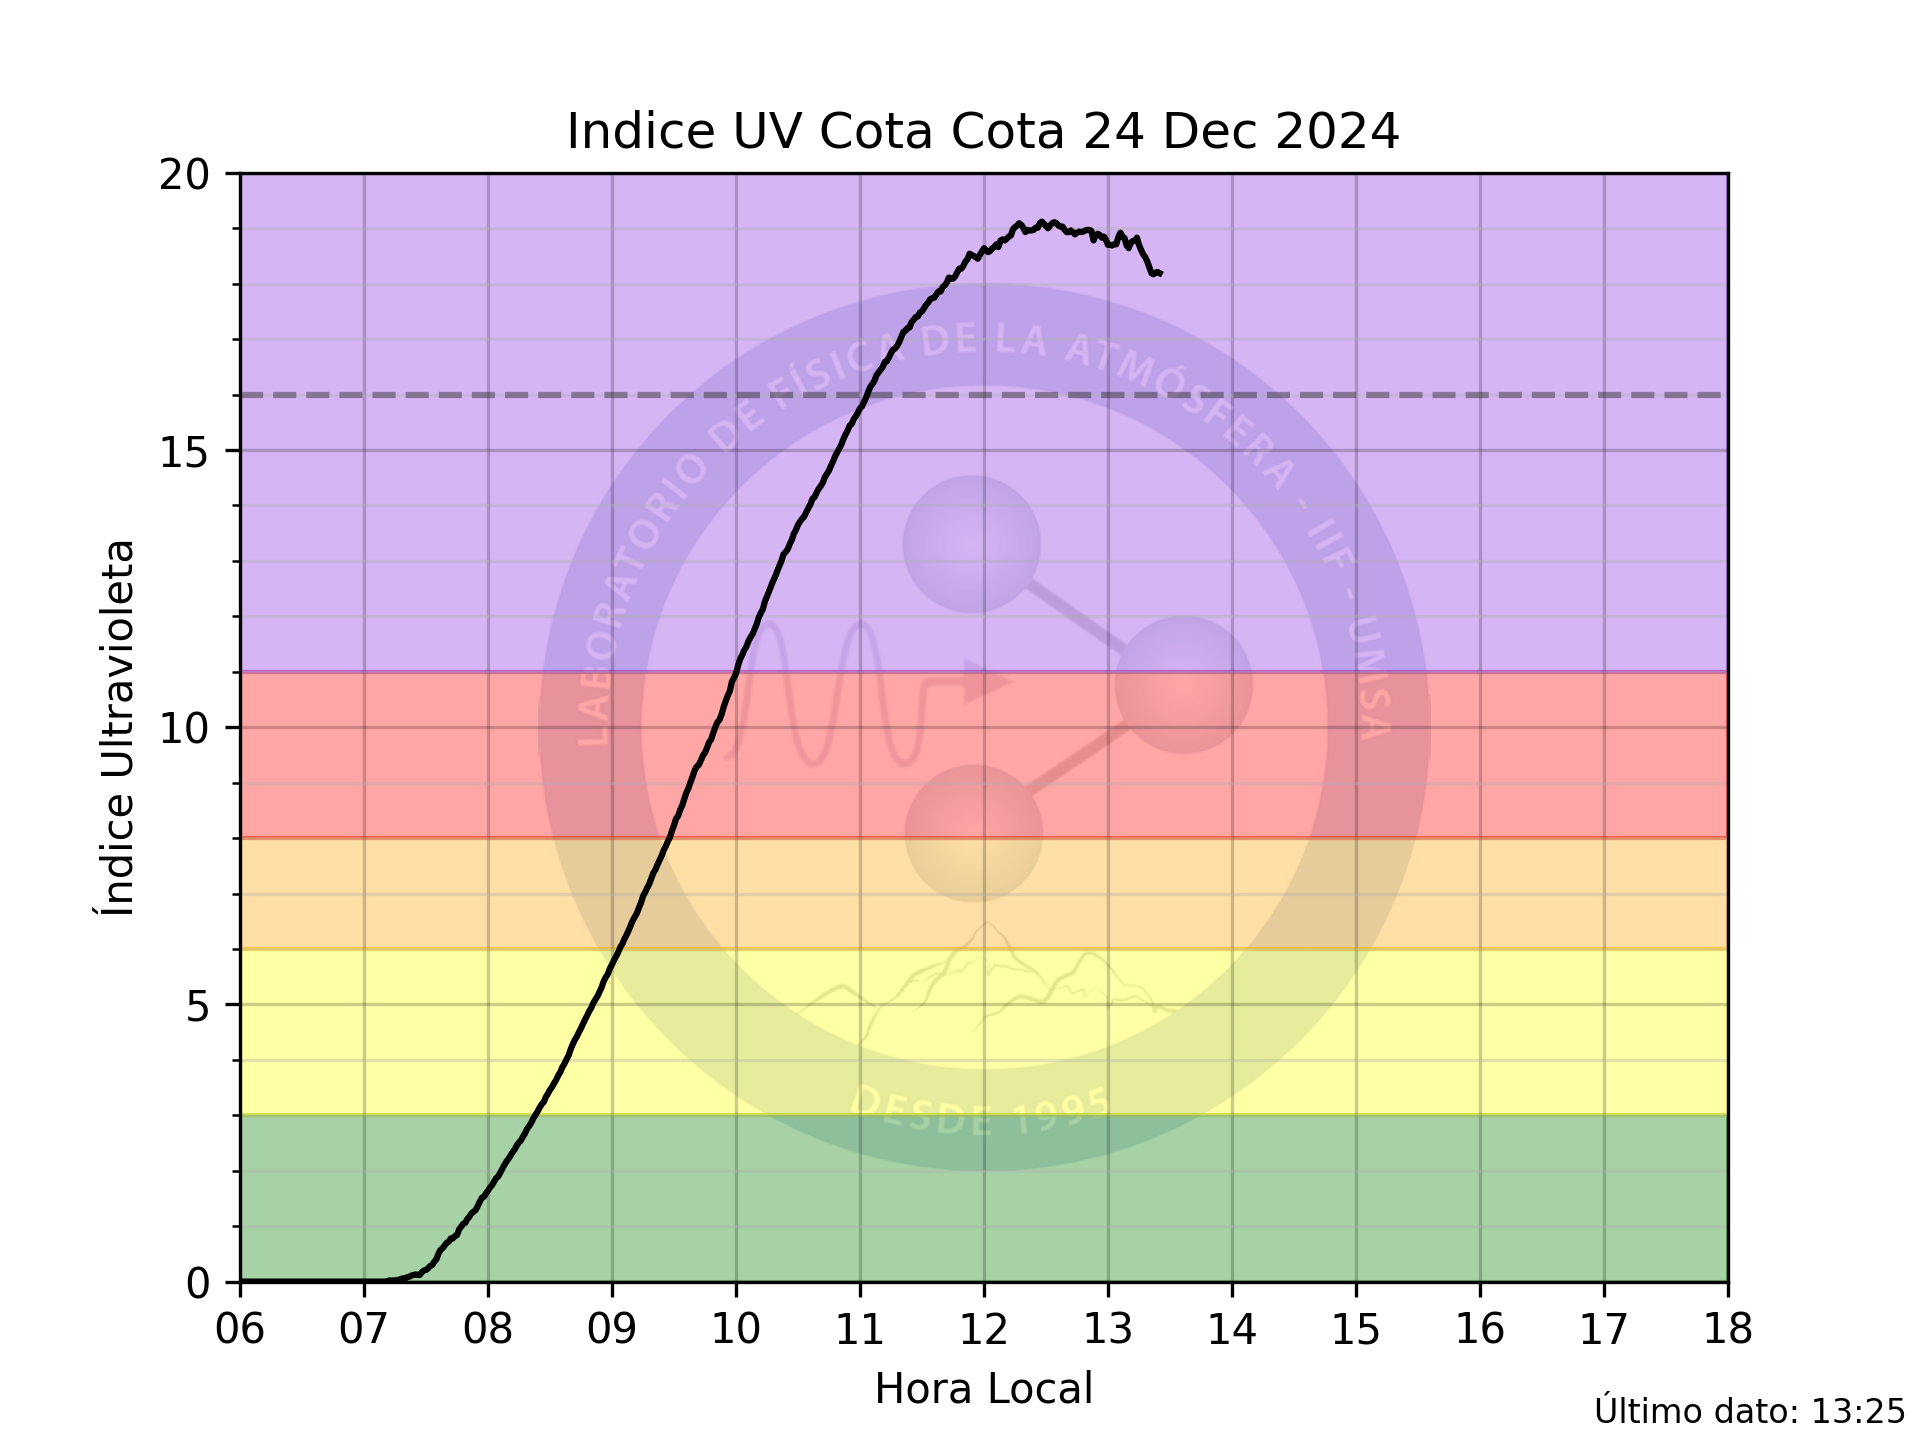 Indice UV Cota Cota 24 Dec 2024
20
15
10
5
0
Índice Ultravioleta
LABORATORIO DE FÍSICA DE LA ATMÓSFERA - IIF - UMSA
DESDE 1995
06 07 08 09 10 11 12 13 14 15 16 17 18
Hora Local
Último dato: 13:25